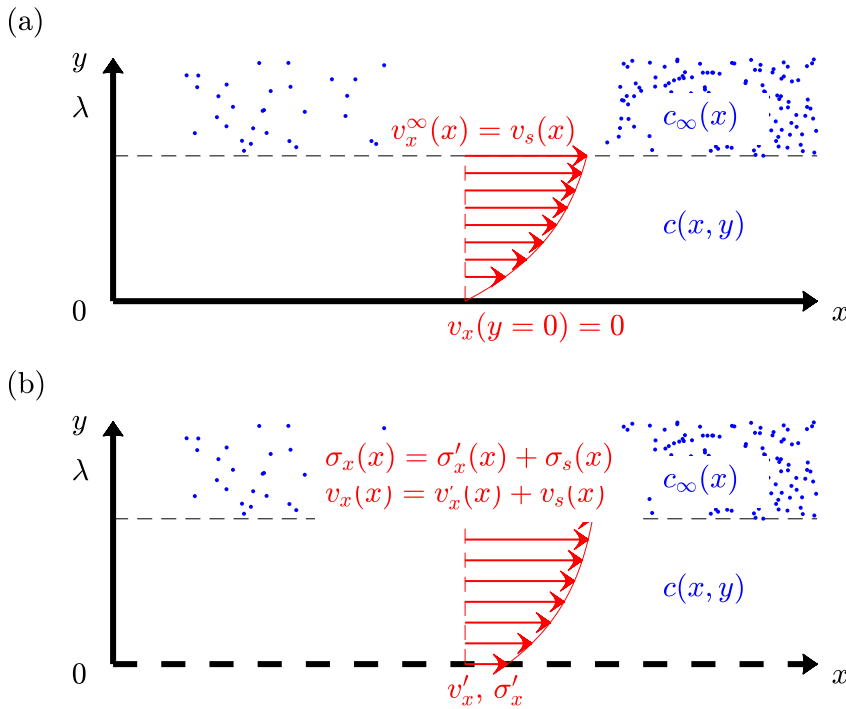 (a)
y
λ
v_x^∞(x) = v_s(x)
c_∞(x)
c(x, y)
0
x
v_x(y = 0) = 0
(b)
y
λ
σ_x(x) = σ′_x(x) + σ_s(x)
v_x(x) = v′_x(x) + v_s(x)
c_∞(x)
c(x, y)
0
x
v′_x, σ′_x